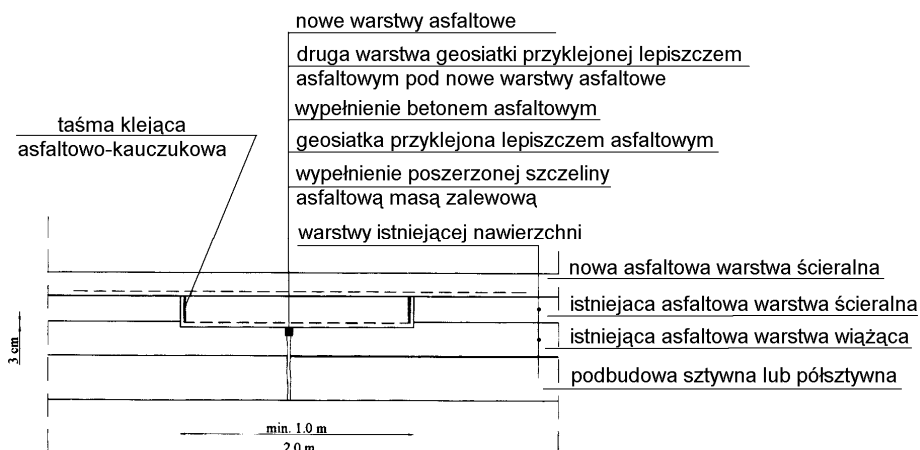 nowe warstwy asfaltowe
druga warstwa geosiatki przyklejonej lepiszczem
asfaltowym pod nowe warstwy asfaltowe
wypełnienie betonem asfaltowym
geosiatka przyklejona lepiszczem asfaltowym
wypełnienie poszerzonej szczeliny
asfaltową masą zalewową
warstwy istniejącej nawierzchni
taśma klejąca
asfaltowo-kauczukowa
nowa asfaltowa warstwa ścieralna
istniejaca asfaltowa warstwa ścieralna
istniejąca asfaltowa warstwa wiążąca
podbudowa sztywna lub półsztywna
3 cm
min. 1.0 m
2.0 m